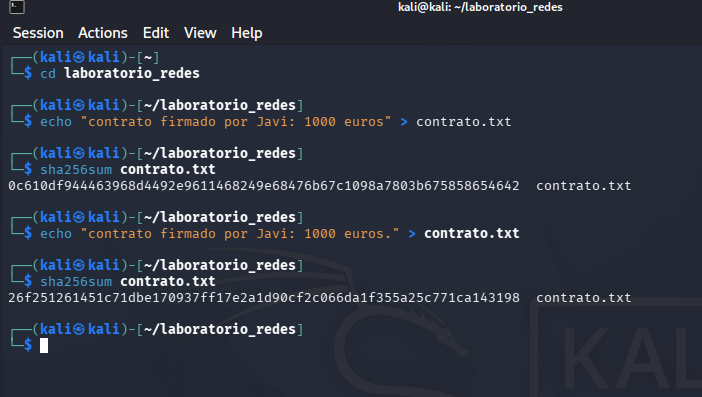 kali@kali: ~/laboratorio_redes
Session Actions Edit View Help
┌──(kali㉿kali)-[~]
└─$ cd laboratorio_redes
┌──(kali㉿kali)-[~/laboratorio_redes]
└─$ echo "contrato firmado por Javi: 1000 euros" > contrato.txt
┌──(kali㉿kali)-[~/laboratorio_redes]
└─$ sha256sum contrato.txt
0c610df944463968d4492e9611468249e68476b67c1098a7803b675858654642  contrato.txt
┌──(kali㉿kali)-[~/laboratorio_redes]
└─$ echo "contrato firmado por Javi: 1000 euros." > contrato.txt
┌──(kali㉿kali)-[~/laboratorio_redes]
└─$ sha256sum contrato.txt
26f251261451c71dbe170937ff17e2a1d90cf2c066da1f355a25c771ca143198  contrato.txt
┌──(kali㉿kali)-[~/laboratorio_redes]
└─$
KAL